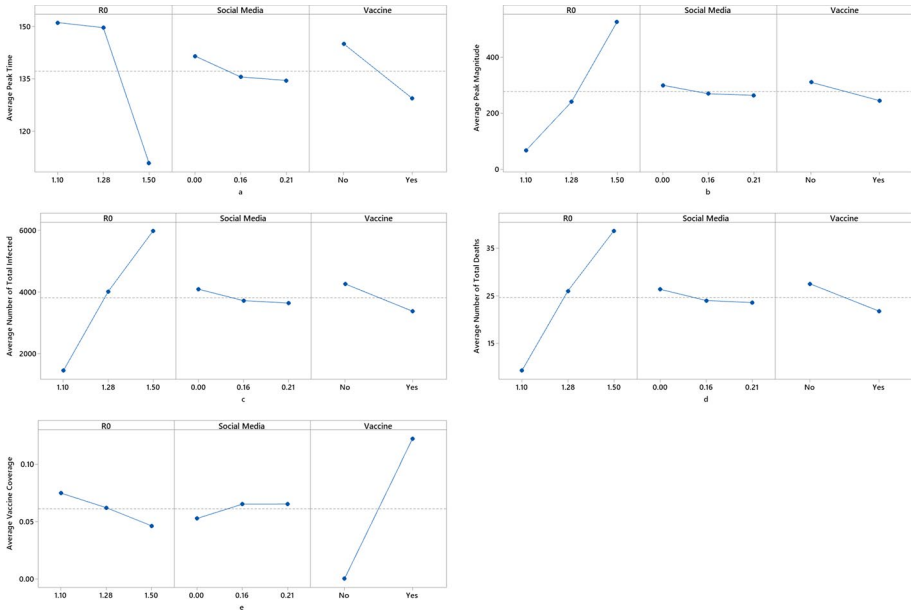 R0 Social Media Vaccine
Average Peak Time
150
135
120
1.10 1.28 1.50 0.00 0.16 0.21 No Yes
a
R0 Social Media Vaccine
Average Peak Magnitude
400
200
0
1.10 1.28 1.50 0.00 0.16 0.21 No Yes
b
R0 Social Media Vaccine
Average Number of Total Infected
6000
4000
2000
1.10 1.28 1.50 0.00 0.16 0.21 No Yes
c
R0 Social Media Vaccine
Average Number of Total Deaths
35
25
15
1.10 1.28 1.50 0.00 0.16 0.21 No Yes
d
R0 Social Media Vaccine
Average Vaccine Coverage
0.10
0.05
0.00
1.10 1.28 1.50 0.00 0.16 0.21 No Yes
e